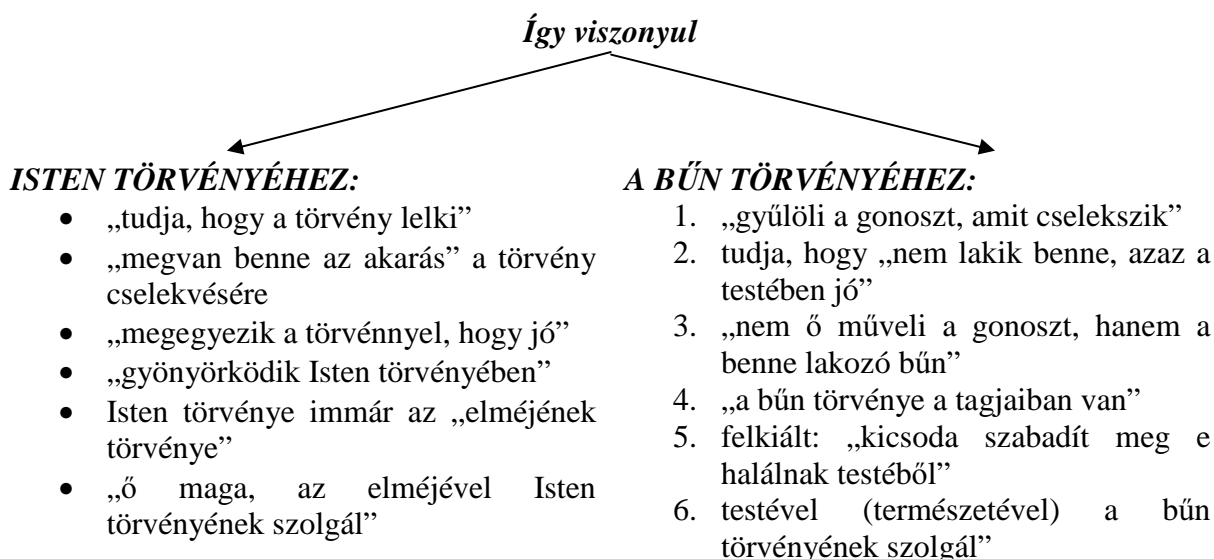 Így viszonyul
ISTEN TÖRVÉNYÉHEZ:
• „tudja, hogy a törvény lelki”
• „megvan benne az akarás” a törvény
cselekvésére
• „megegyezik a törvénnyel, hogy jó”
• „gyönyörködik Isten törvényében”
• Isten törvénye immár az „elméjének
törvénye”
• „ő maga, az elméjével Isten
törvényének szolgál”
A BŰN TÖRVÉNYÉHEZ:
1. „gyűlöli a gonoszt, amit cselekszik”
2. tudja, hogy „nem lakik benne, azaz a
testében jó”
3. „nem ő műveli a gonoszt, hanem a
benne lakozó bűn”
4. „a bűn törvénye a tagjaiban van”
5. felkiált: „kicsoda szabadít meg e
halálnak testéből”
6. testével (természetével) a bűn
törvényének szolgál”